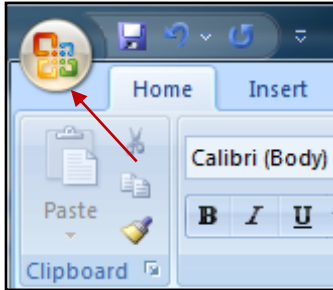 Home Insert
Calibri (Body)
Paste
B I U
Clipboard